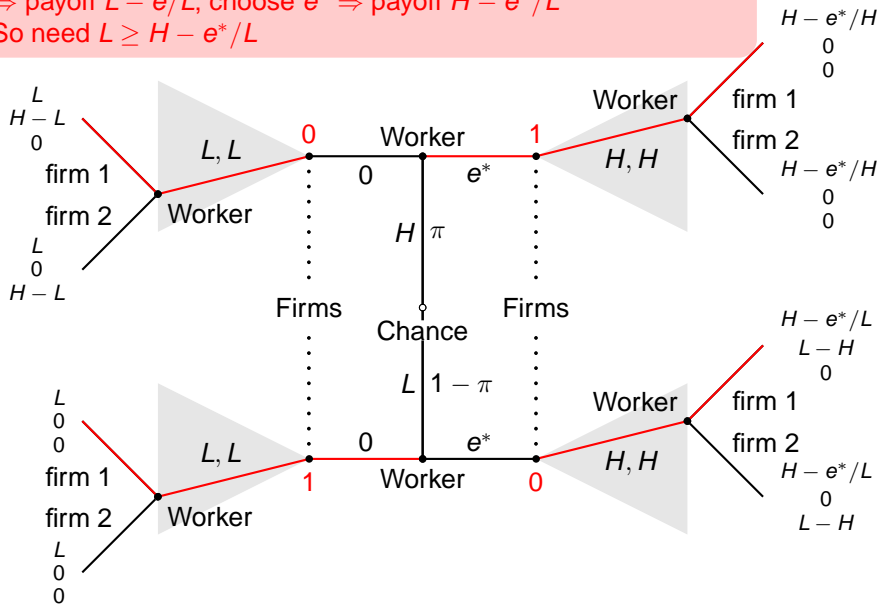 ⇒ payoff L − e/L, choose e* ⇒ payoff H − e*/L
So need L ≥ H − e*/L
H − e*/H
0
0
L
H − L
0
firm 1
firm 2
L
0
H − L
L, L
Worker
0
Worker
0
e*
1
Worker
H, H
firm 1
firm 2
H − e*/H
0
0
H
π
Firms
Chance
Firms
L
1 − π
L
0
0
firm 1
firm 2
L
0
0
L, L
Worker
0
1
Worker
e*
0
Worker
H, H
H − e*/L
L − H
0
firm 1
firm 2
H − e*/L
0
L − H